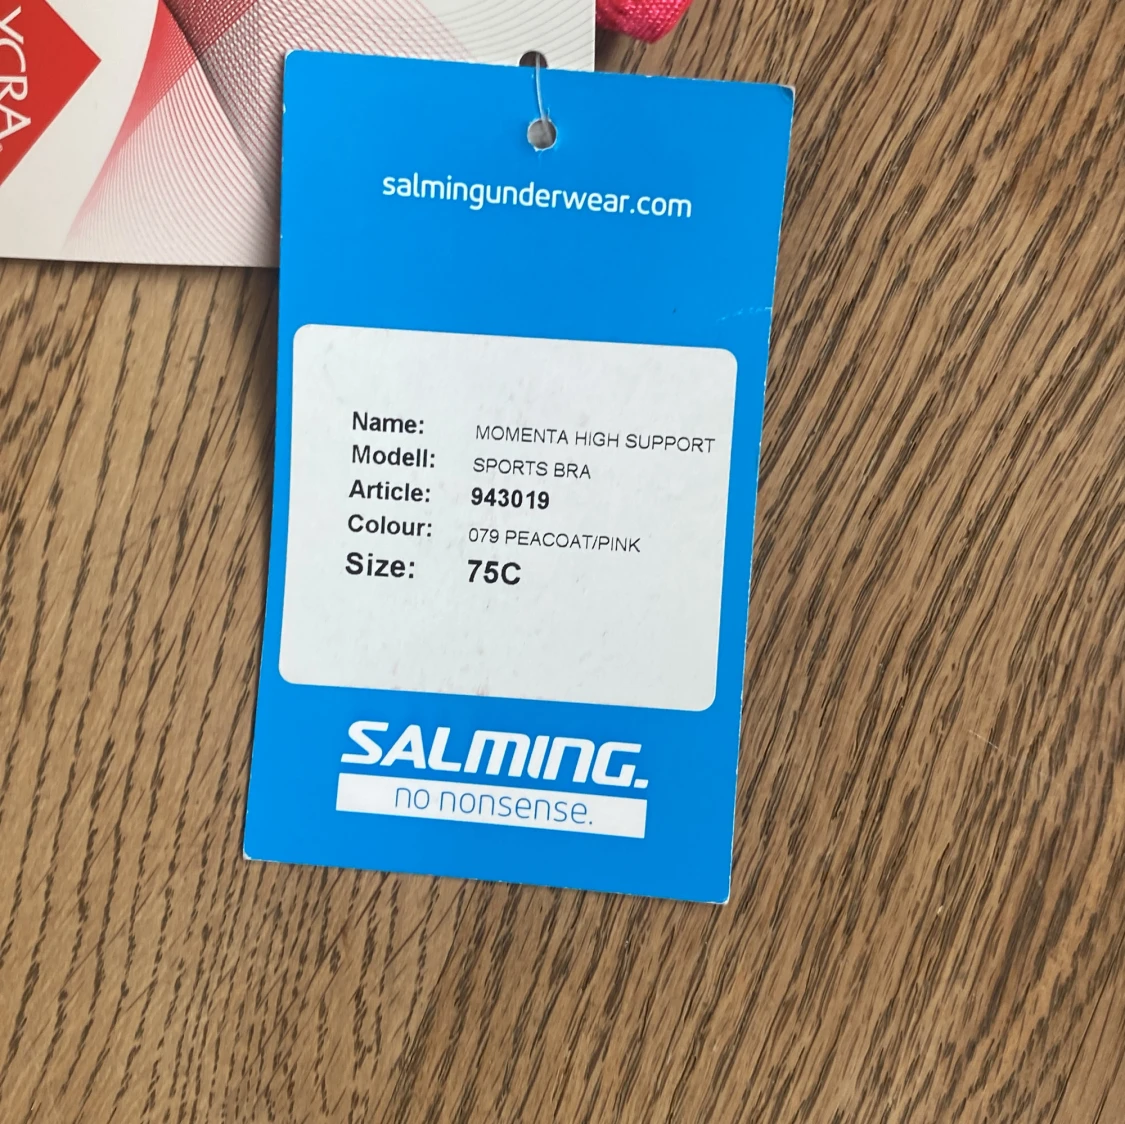 YCRA
salmingunderwear.com
Name: MOMENTA HIGH SUPPORT
Modell: SPORTS BRA
Article: 943019
Colour: 079 PEACOAT/PINK
Size: 75C
SALMING.
no nonsense.